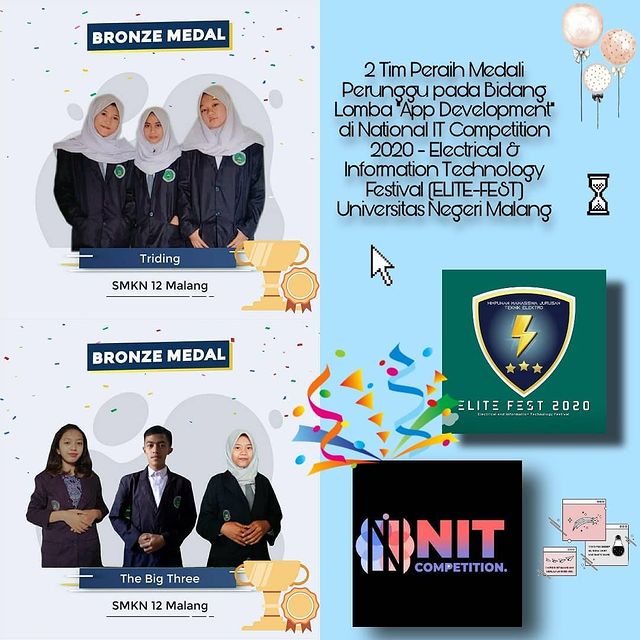 BRONZE MEDAL
Triding
SMKN 12 Malang
BRONZE MEDAL
The Big Three
SMKN 12 Malang
2 Tim Peraih Medali
Perunggu pada Bidang
Lomba "App Development"
di National IT Competition
2020 - Electrical &
Information Technology
Festival (ELITE-FEST)
Universitas Negeri Malang
HIMPUNAN MAHASISWA JURUSAN
TEKNIK ELEKTRO
ELITE FEST 2020
Electrical and Information Technology Festival
NIT
COMPETITION.